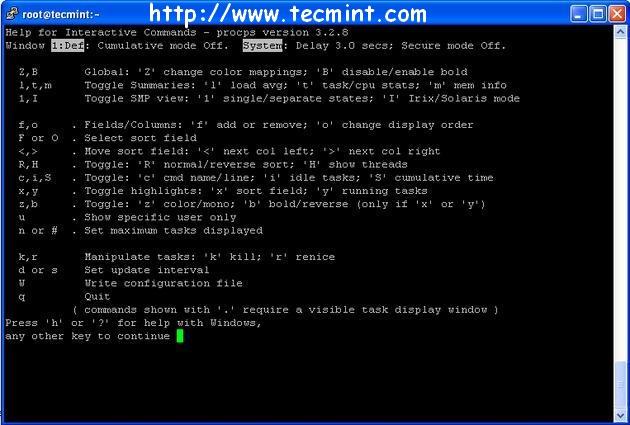 root@tecmint:~
http://www.tecmint.com
Help for Interactive Commands - procps version 3.2.8
Window 1:Def: Cumulative mode Off.  System: Delay 3.0 secs; Secure mode Off.

  Z,B       Global: 'Z' change color mappings; 'B' disable/enable bold
  l,t,m     Toggle Summaries: 'l' load avg; 't' task/cpu stats; 'm' mem info
  1,I       Toggle SMP view: '1' single/separate states; 'I' Irix/Solaris mode

  f,o     . Fields/Columns: 'f' add or remove; 'o' change display order
  F or O  . Select sort field
  <,>     . Move sort field: '<' next col left; '>' next col right
  R,H     . Toggle: 'R' normal/reverse sort; 'H' show threads
  c,i,S   . Toggle: 'c' cmd name/line; 'i' idle tasks; 'S' cumulative time
  x,y     . Toggle highlights: 'x' sort field; 'y' running tasks
  z,b     . Toggle: 'z' color/mono; 'b' bold/reverse (only if 'x' or 'y')
  u       . Show specific user only
  n or #  . Set maximum tasks displayed

  k,r       Manipulate tasks: 'k' kill; 'r' renice
  d or s    Set update interval
  W         Write configuration file
  q         Quit
          ( commands shown with '.' require a visible task display window )
Press 'h' or '?' for help with Windows,
any other key to continue